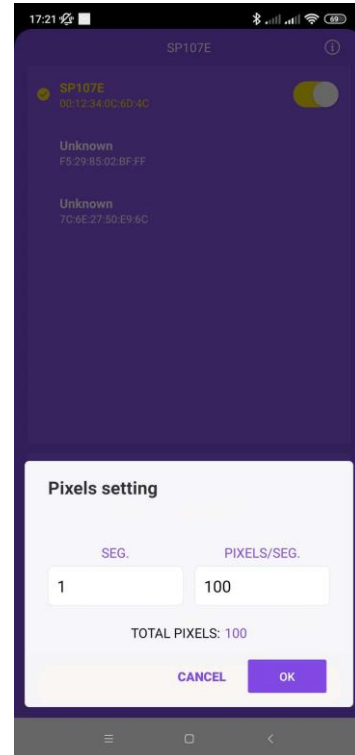 17:21 69
SP107E
SP107E
00:12:34:0C:6D:4C
Unknown
F5:29:85:02:BF:FF
Unknown
7C:6E:27:50:E9:6C
Pixels setting
SEG. PIXELS/SEG.
1 100
TOTAL PIXELS: 100
CANCEL OK